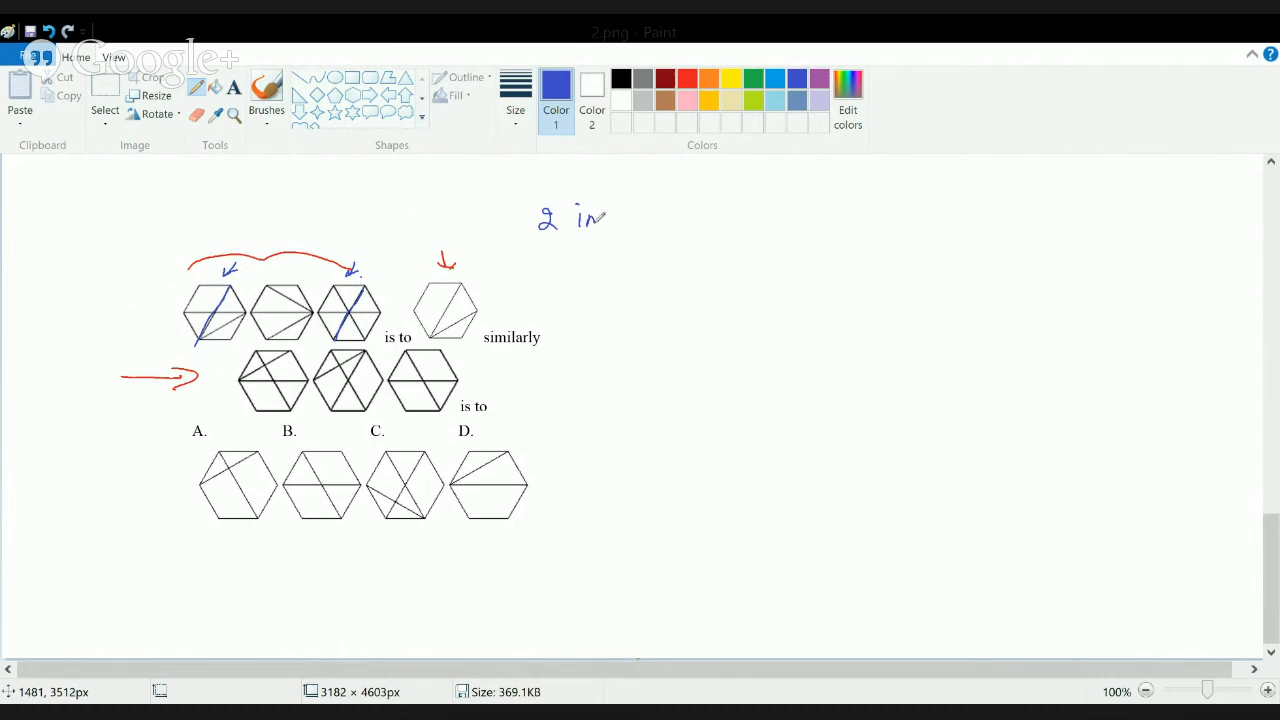 2.png - Paint
Google+
File Home View
Paste Cut Copy Select Crop Resize Rotate A Brushes Outline Fill Size Color 1 Color 2 Edit colors
Clipboard Image Tools Shapes Colors
2 in
is to similarly
is to
A. B. C. D.
1481, 3512px 3182 × 4603px Size: 369.1KB 100%